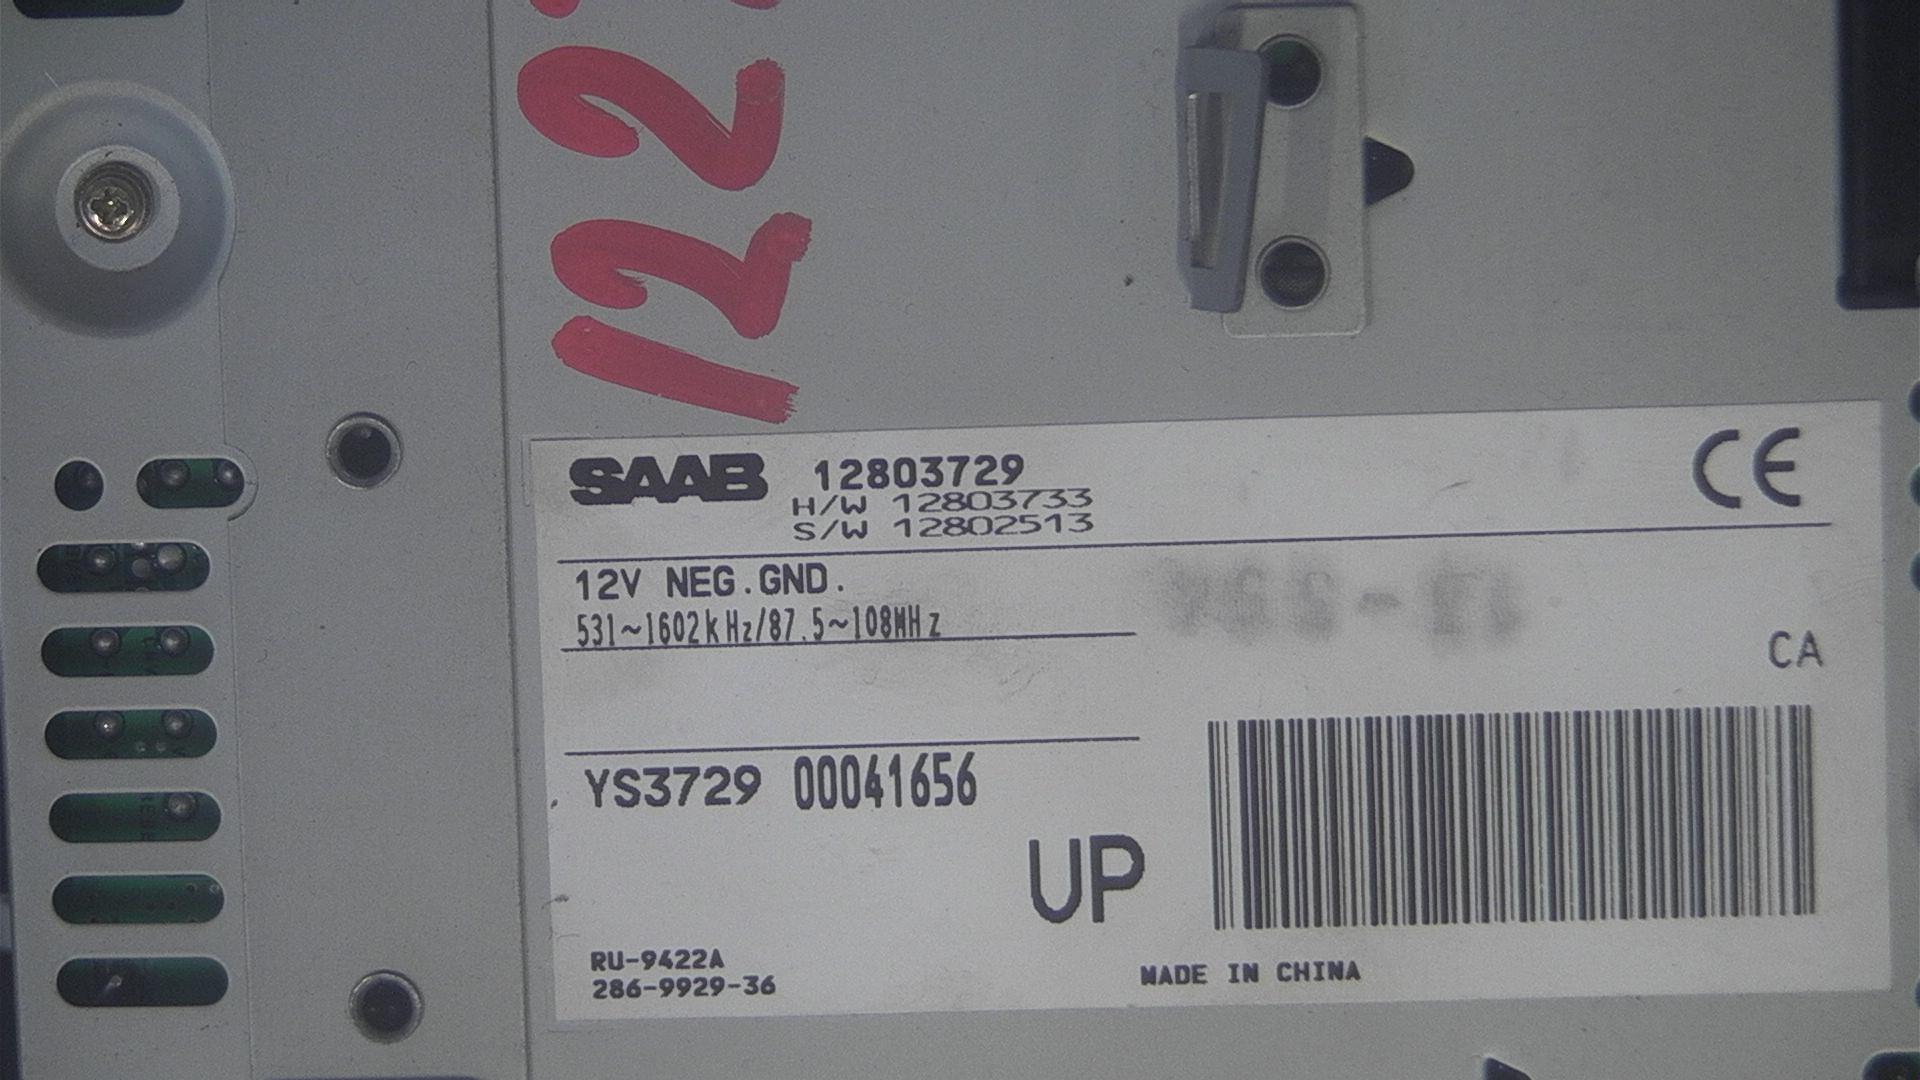 122
SAAB 12803729
H/W 12803733
S/W 12802513
CE
12V NEG.GND.
531~1602kHz/87.5~108MHz
CA
YS3729 00041656
UP
RU-9422A
286-9929-36
MADE IN CHINA